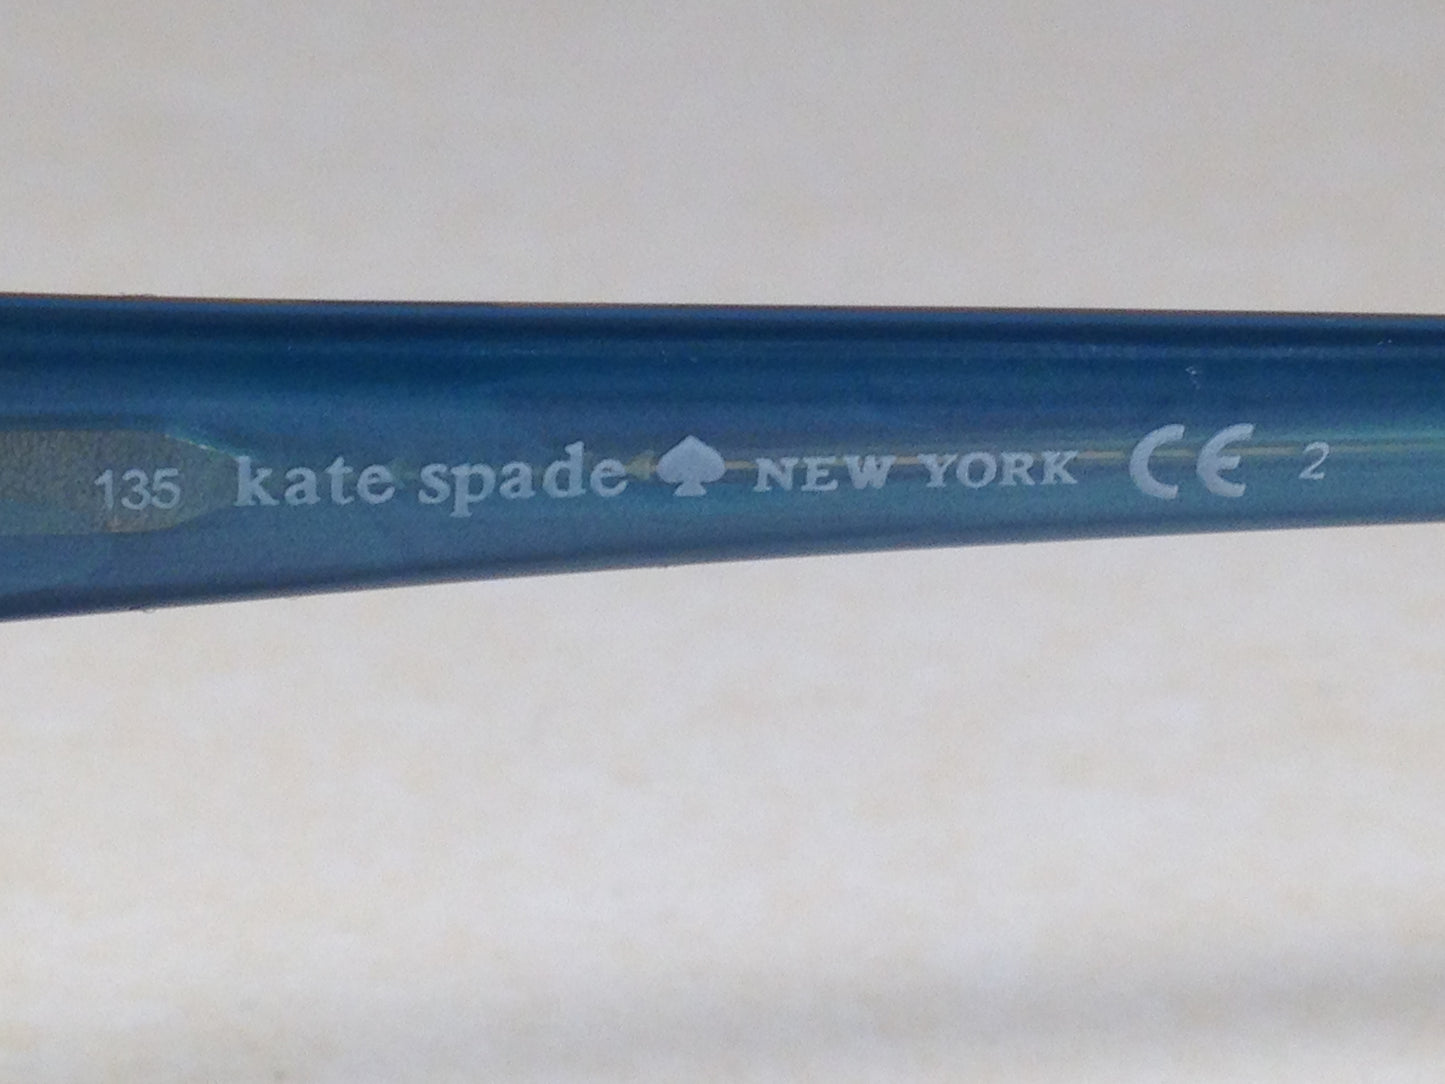 135 kate spade ♠ NEW YORK CE 2